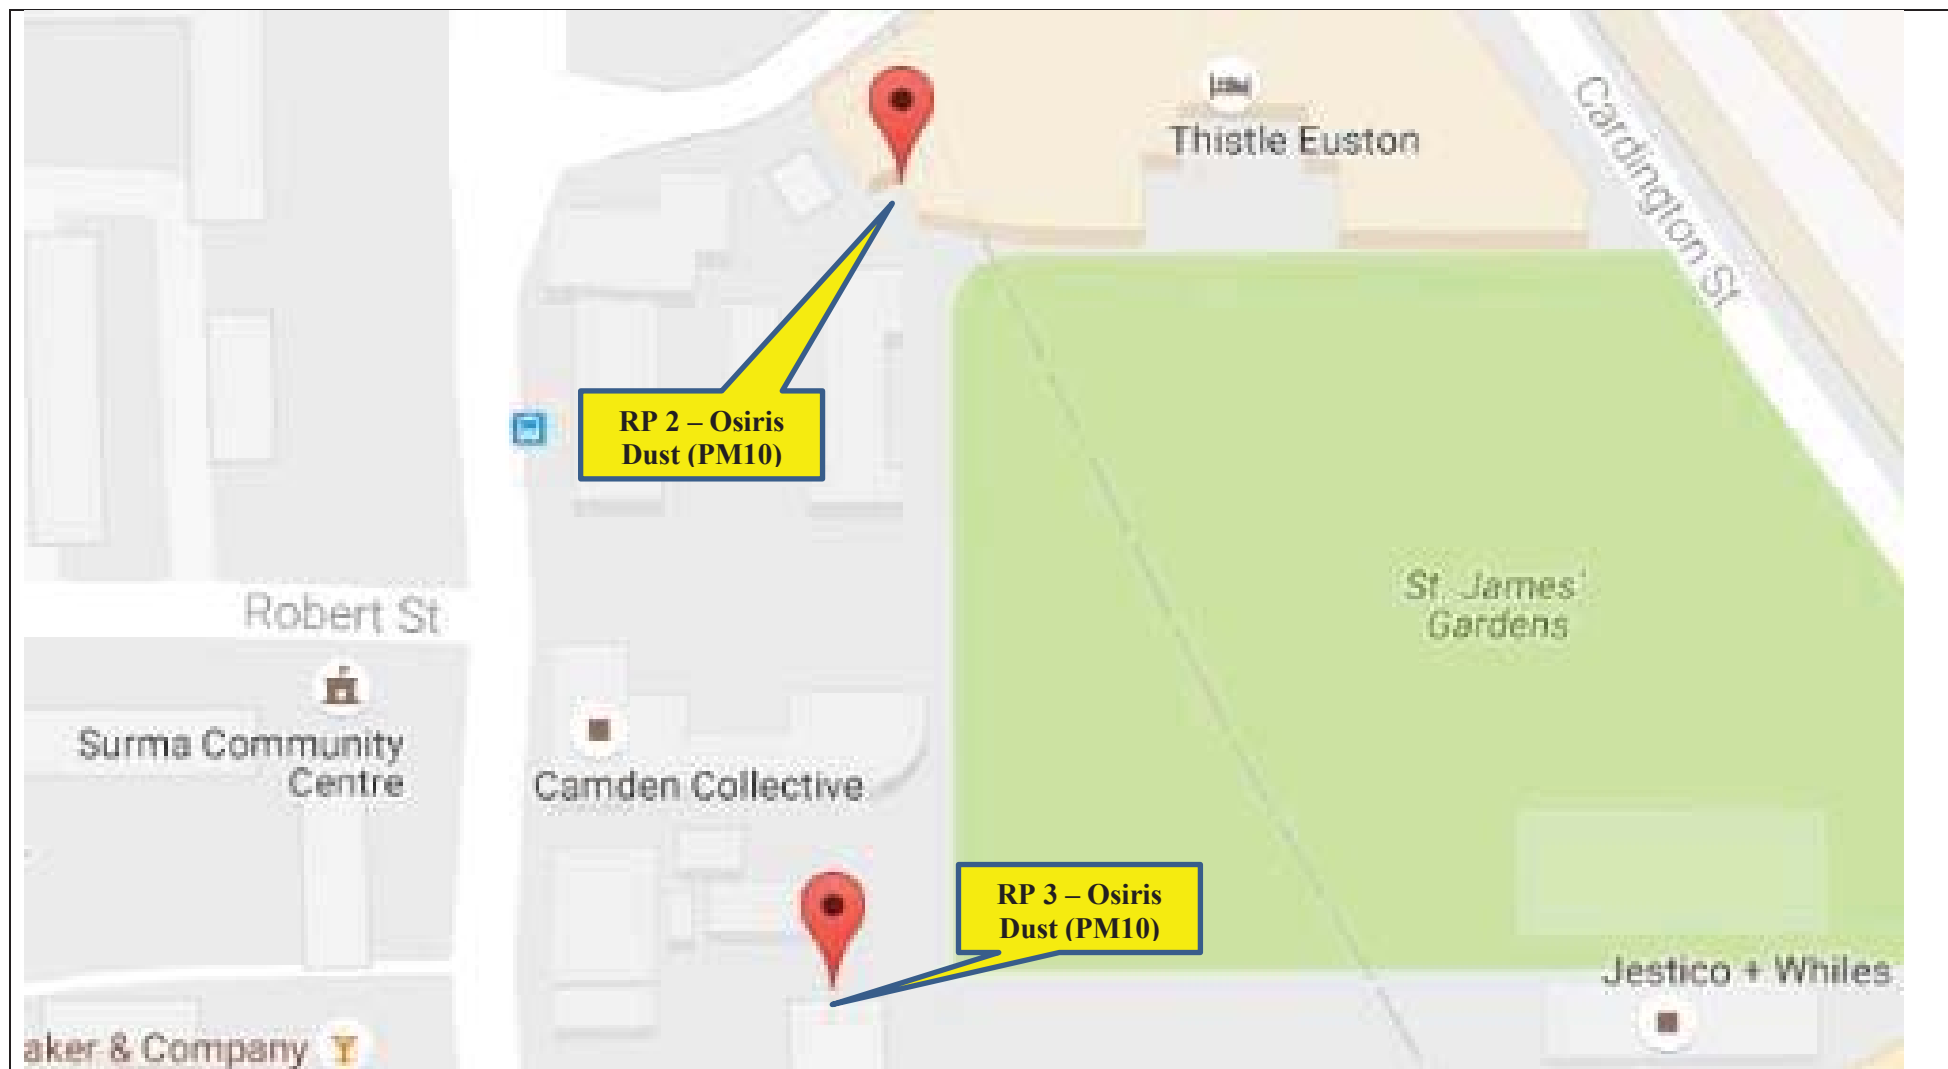 Thistle Euston
Cardington St
RP 2 – Osiris
Dust (PM10)
Robert St
St. James'
Gardens
Surma Community
Centre
Camden Collective
RP 3 – Osiris
Dust (PM10)
Jestico + Whiles
aker & Company